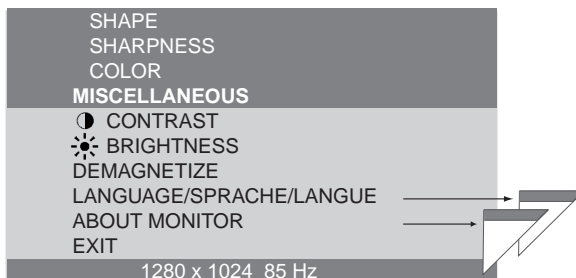 SHAPE
SHARPNESS
COLOR
MISCELLANEOUS
CONTRAST
BRIGHTNESS
DEMAGNETIZE
LANGUAGE/SPRACHE/LANGUE
ABOUT MONITOR
EXIT
1280 x 1024 85 Hz